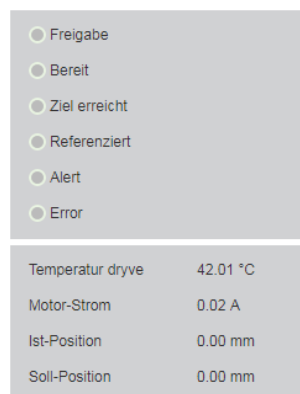 Freigabe
Bereit
Ziel erreicht
Referenziert
Alert
Error
Temperatur dryve 42.01 °C
Motor-Strom 0.02 A
Ist-Position 0.00 mm
Soll-Position 0.00 mm